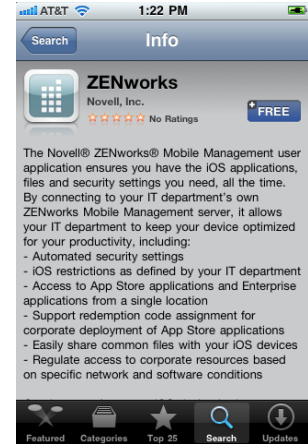 AT&T 1:22 PM
Search Info
ZENworks
Novell, Inc.
No Ratings
FREE
The Novell® ZENworks® Mobile Management user
application ensures you have the iOS applications,
files and security settings you need, all the time.
By connecting to your IT department's own
ZENworks Mobile Management server, it allows
your IT department to keep your device optimized
for your productivity, including:
- Automated security settings
- iOS restrictions as defined by your IT department
- Access to App Store applications and Enterprise
applications from a single location
- Support redemption code assignment for
corporate deployment of App Store applications
- Easily share common files with your iOS devices
- Regulate access to corporate resources based
on specific network and software conditions
Featured Categories Top 25 Search Updates